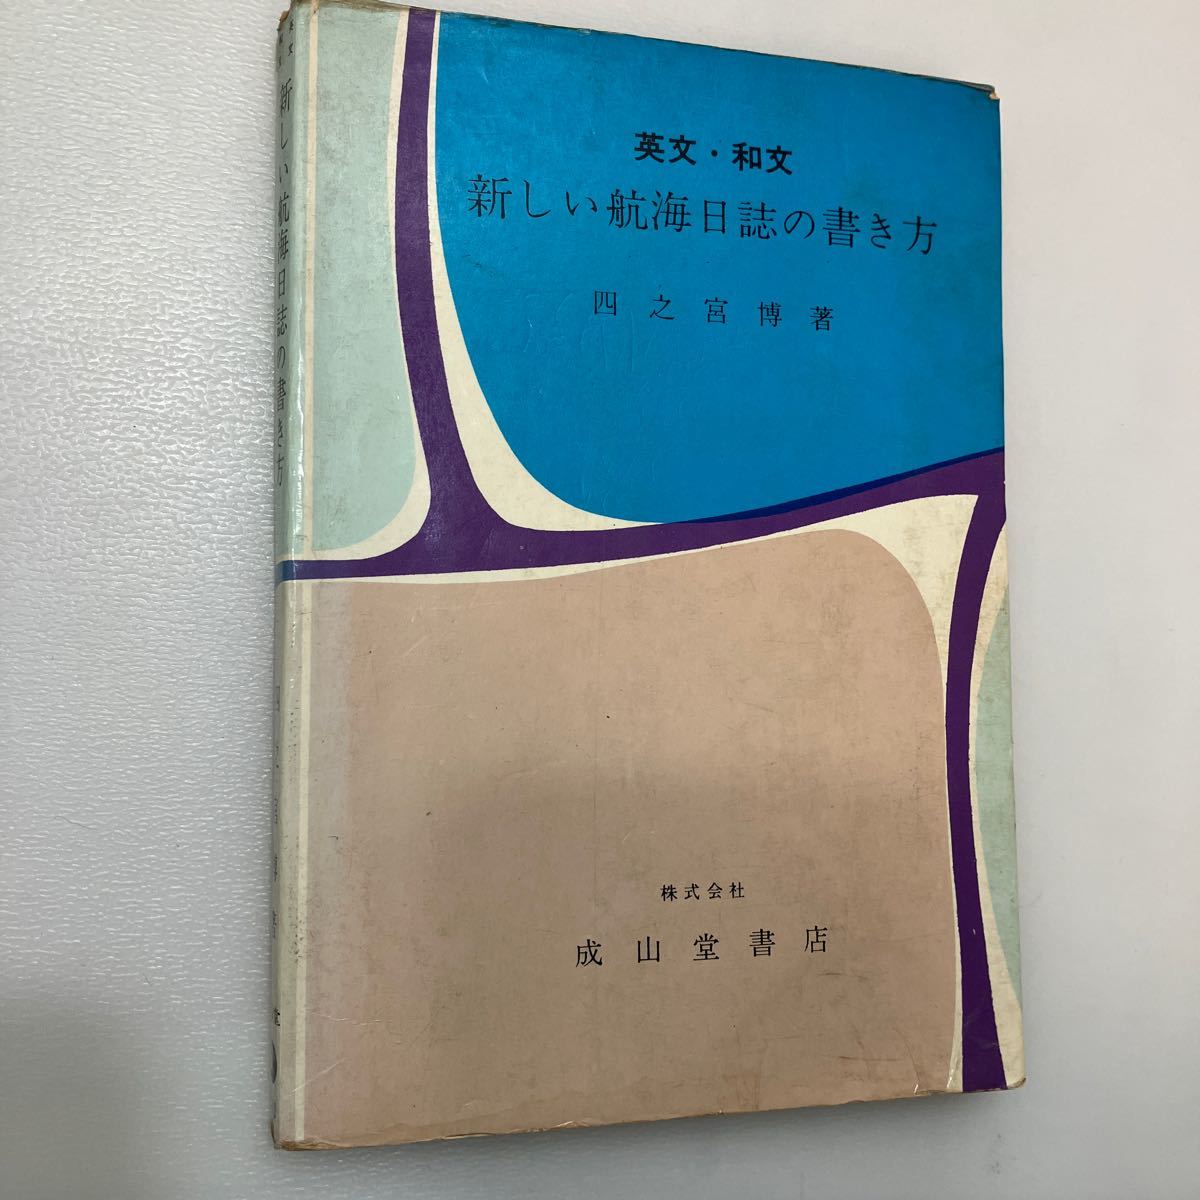 英文・和文
新しい航海日誌の書き方
四之宮博著
株式会社
成山堂書店
新しい航海日誌の書き方